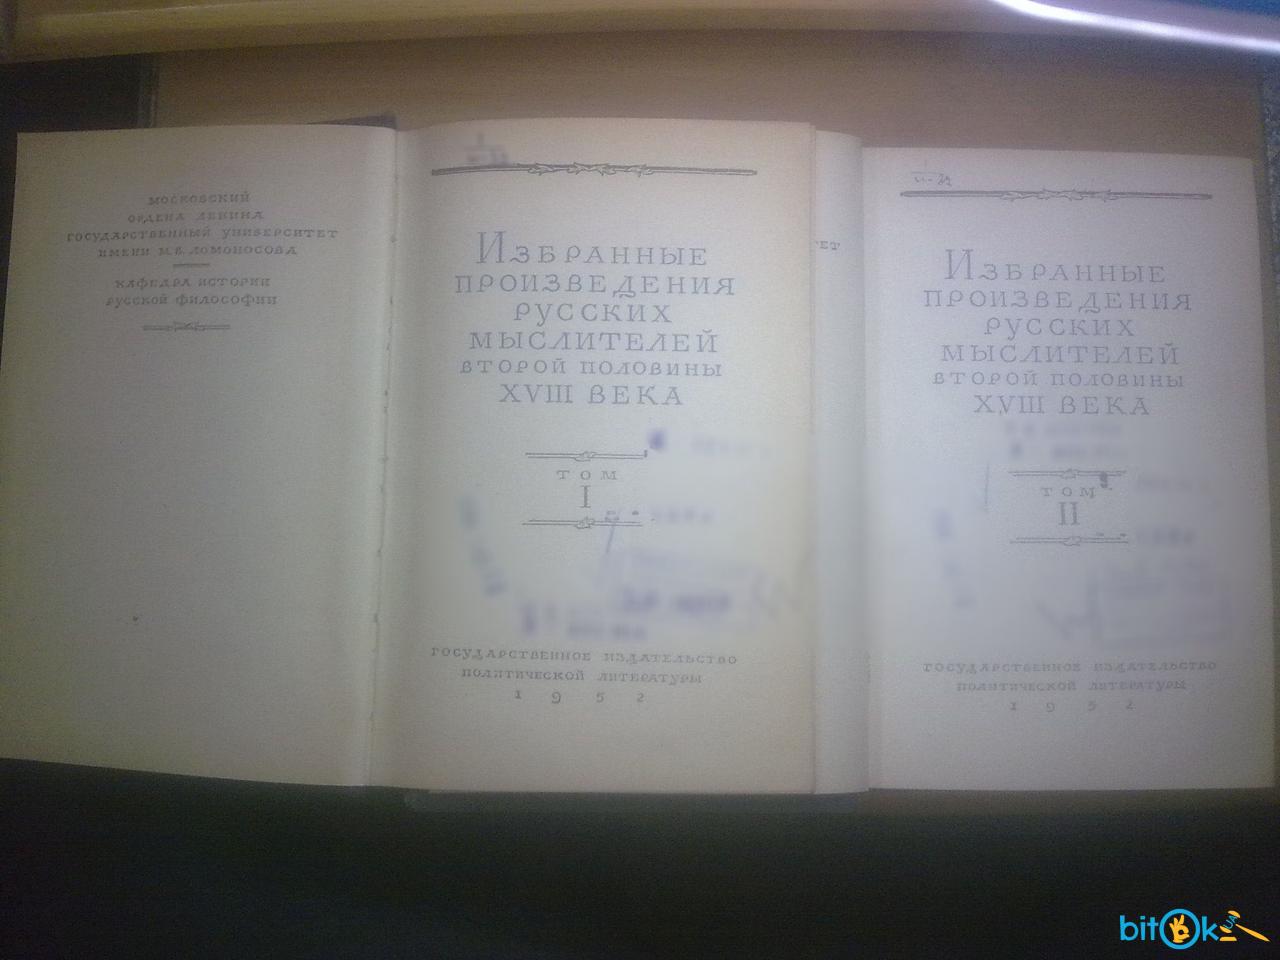 МОСКОВСКИЙ
ОРДЕНА ЛЕНИНА
ГОСУДАРСТВЕННЫЙ УНИВЕРСИТЕТ
ИМЕНИ М.В. ЛОМОНОСОВА
КАФЕДРА ИСТОРИИ
РУССКОЙ ФИЛОСОФИИ
ИЗБРАННЫЕ
ПРОИЗВЕДЕНИЯ
РУССКИХ
МЫСЛИТЕЛЕЙ
ВТОРОЙ ПОЛОВИНЫ
XVIII ВЕКА
ТОМ
I
ГОСУДАРСТВЕННОЕ ИЗДАТЕЛЬСТВО
ПОЛИТИЧЕСКОЙ ЛИТЕРАТУРЫ
1952
ТЕТ
ИЗБРАННЫЕ
ПРОИЗВЕДЕНИЯ
РУССКИХ
МЫСЛИТЕЛЕЙ
ВТОРОЙ ПОЛОВИНЫ
XVIII ВЕКА
ТОМ
II
ГОСУДАРСТВЕННОЕ ИЗДАТЕЛЬСТВО
ПОЛИТИЧЕСКОЙ ЛИТЕРАТУРЫ
1952
bitok.ua